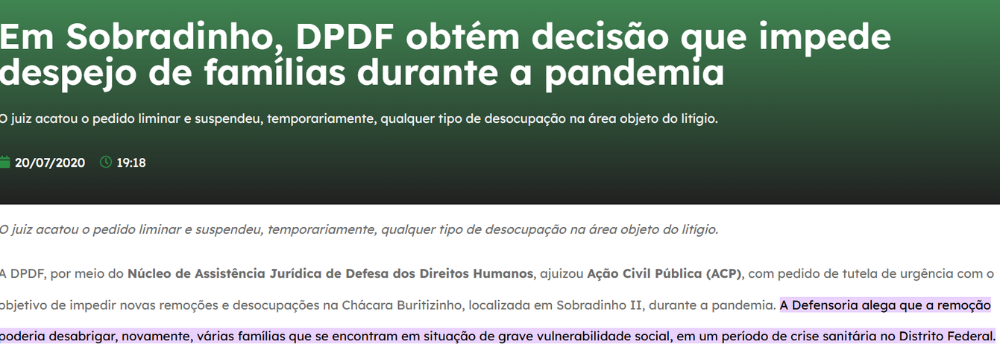 Em Sobradinho, DPDF obtém decisão que impede
despejo de famílias durante a pandemia
O juiz acatou o pedido liminar e suspendeu, temporariamente, qualquer tipo de desocupação na área objeto do litígio.
20/07/2020 19:18
O juiz acatou o pedido liminar e suspendeu, temporariamente, qualquer tipo de desocupação na área objeto do litígio.
A DPDF, por meio do Núcleo de Assistência Jurídica de Defesa dos Direitos Humanos, ajuizou Ação Civil Pública (ACP), com pedido de tutela de urgência com o
objetivo de impedir novas remoções e desocupações na Chácara Buritizinho, localizada em Sobradinho II, durante a pandemia. A Defensoria alega que a remoção
poderia desabrigar, novamente, várias famílias que se encontram em situação de grave vulnerabilidade social, em um período de crise sanitária no Distrito Federal.